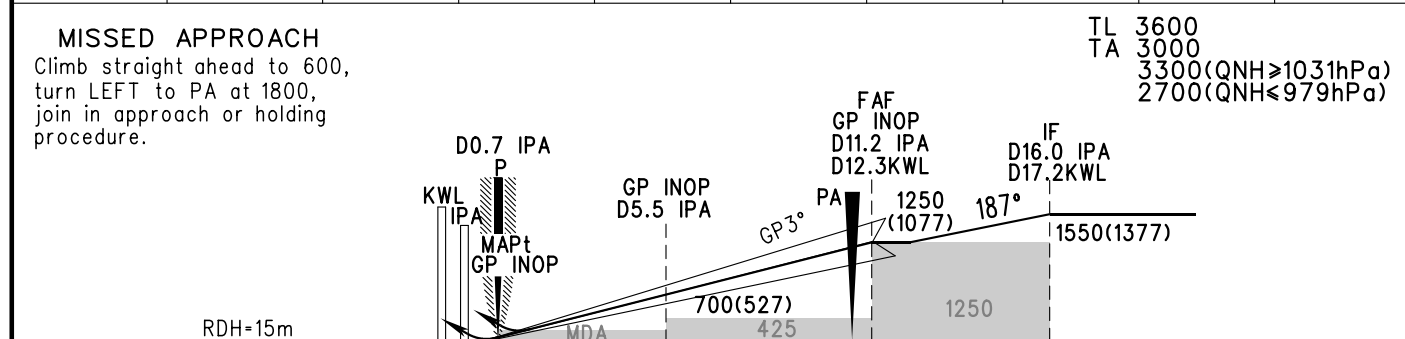 MISSED APPROACH
Climb straight ahead to 600,
turn LEFT to PA at 1800,
join in approach or holding
procedure.
TL 3600
TA 3000
3300(QNH≥1031hPa)
2700(QNH≤979hPa)
FAF
GP INOP
D11.2 IPA
D12.3KWL
IF
D16.0 IPA
D17.2KWL
D0.7 IPA
P
GP INOP
D5.5 IPA
KWL
IPA
MAPt
GP INOP
PA
1250
(1077)
187°
GP3°
1550(1377)
700(527)
1250
425
MDA
RDH=15m